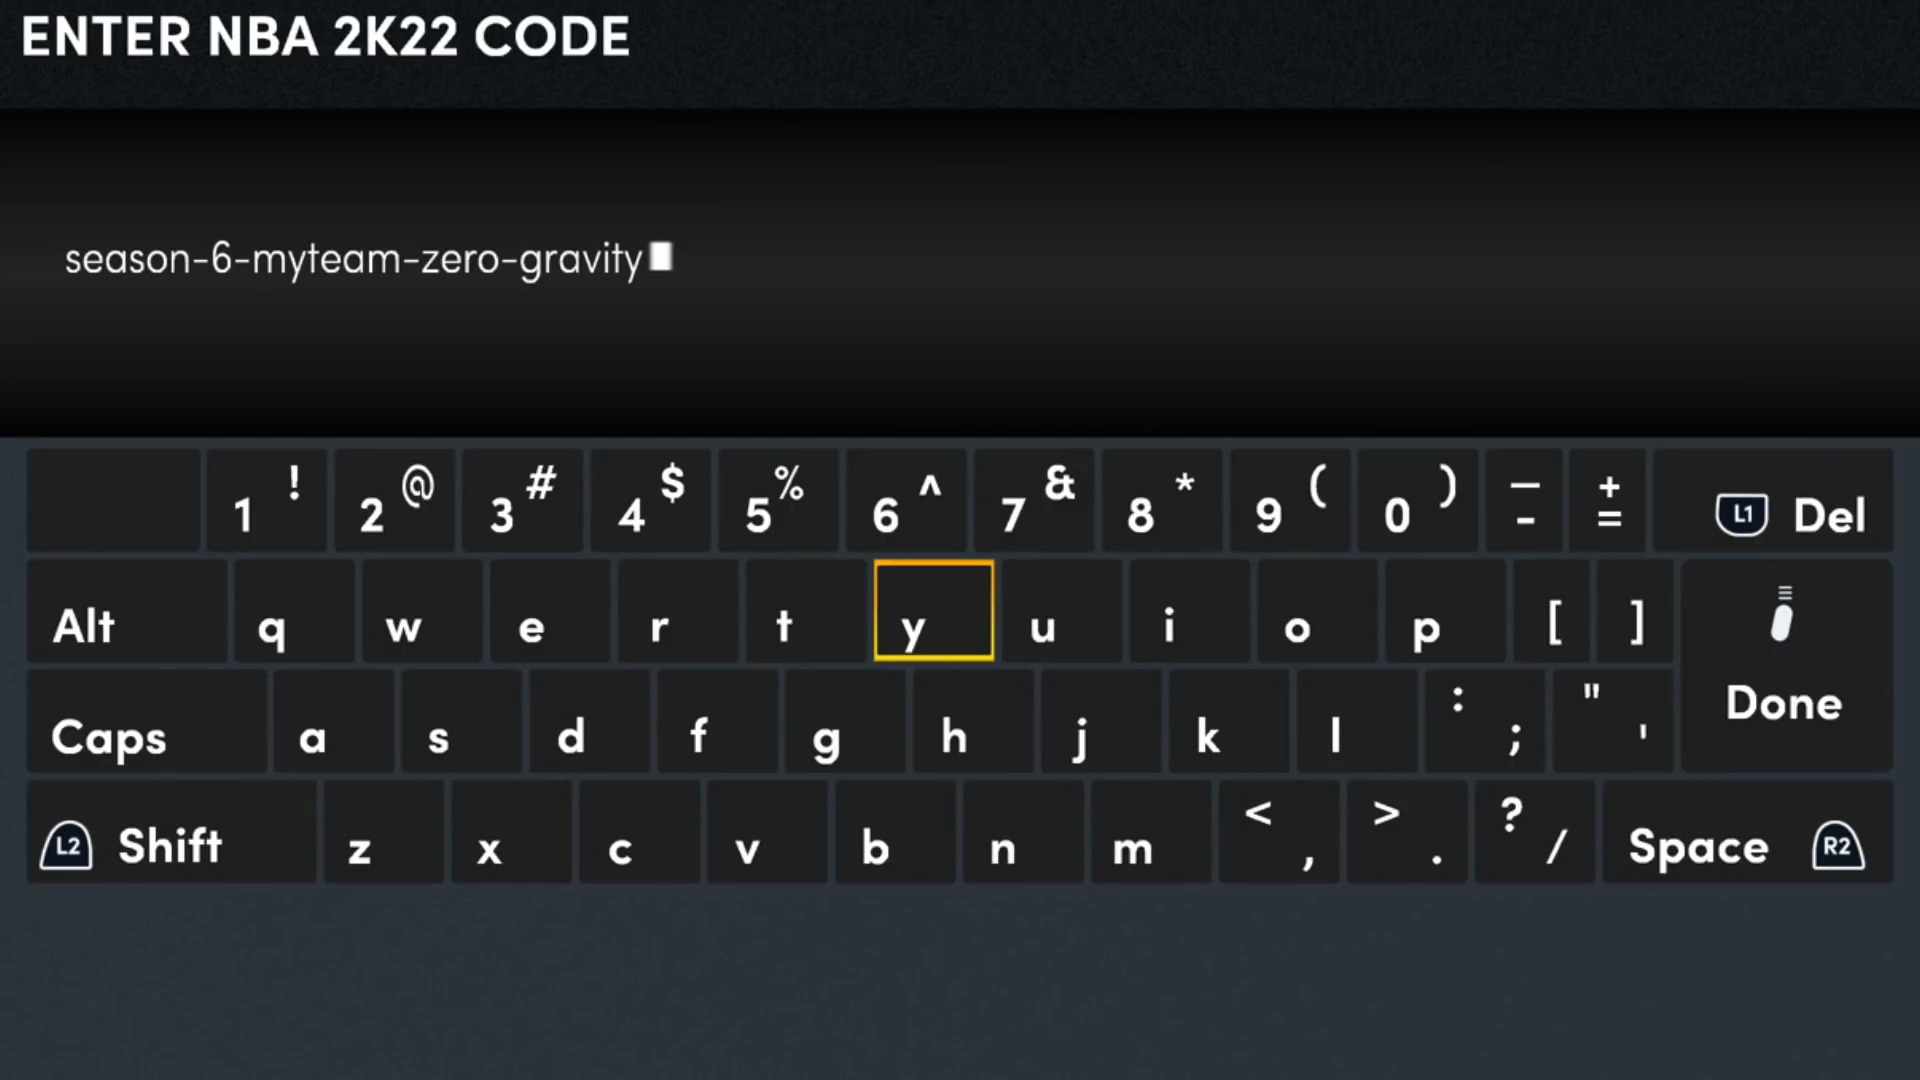 ENTER NBA 2K22 CODE
season-6-myteam-zero-gravity
1 ! 2 @ 3 # 4 $ 5 % 6 ^ 7 & 8 * 9 ( 0 ) - — = + L1 Del
Alt q w e r t y u i o p [ ]
Caps a s d f g h j k l : ; " ' Done
L2 Shift z x c v b n m < , > . ? / Space R2